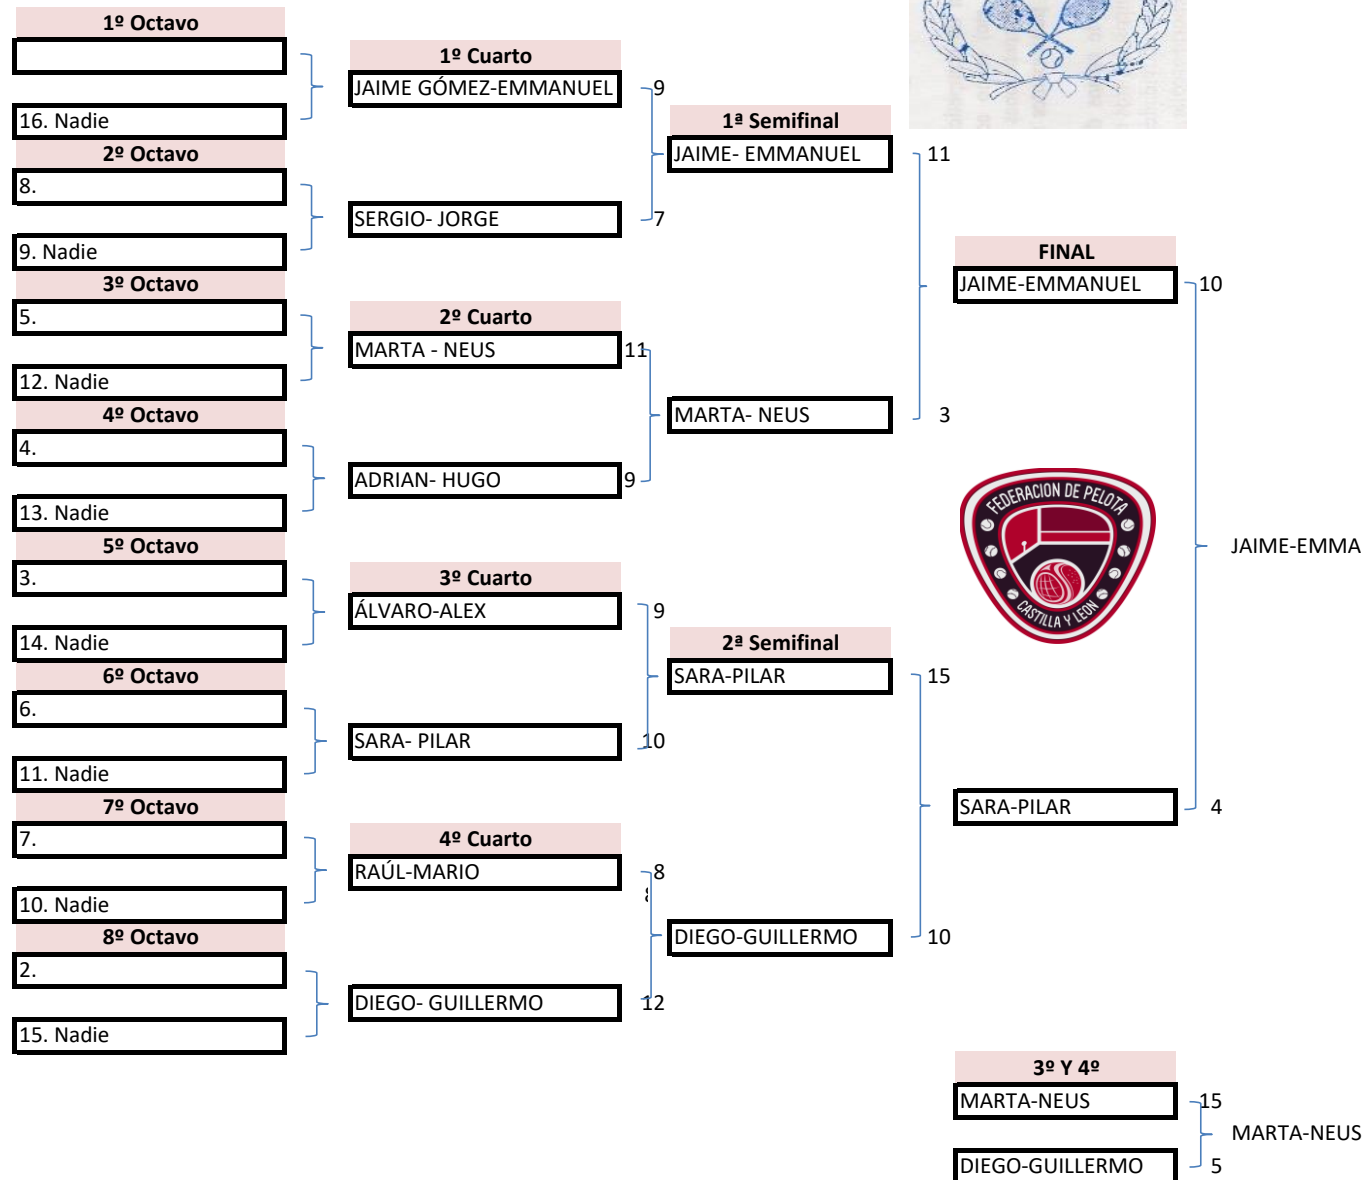 1º Octavo
16. Nadie
2º Octavo
8.
9. Nadie
3º Octavo
5.
12. Nadie
4º Octavo
4.
13. Nadie
5º Octavo
3.
14. Nadie
6º Octavo
6.
11. Nadie
7º Octavo
7.
10. Nadie
8º Octavo
2.
15. Nadie
1º Cuarto
JAIME GÓMEZ-EMMANUEL 9
SERGIO- JORGE 7
2º Cuarto
MARTA - NEUS 11
ADRIAN- HUGO 9
3º Cuarto
ÁLVARO-ALEX 9
SARA- PILAR 10
4º Cuarto
RAÚL-MARIO 8
DIEGO- GUILLERMO 12
1ª Semifinal
JAIME- EMMANUEL 11
MARTA- NEUS 3
2ª Semifinal
SARA-PILAR 15
DIEGO-GUILLERMO 10
FINAL
JAIME-EMMANUEL 10
SARA-PILAR 4
JAIME-EMMA
FEDERACION DE PELOTA
CASTILLA Y LEON
3º Y 4º
MARTA-NEUS 15
DIEGO-GUILLERMO 5
MARTA-NEUS